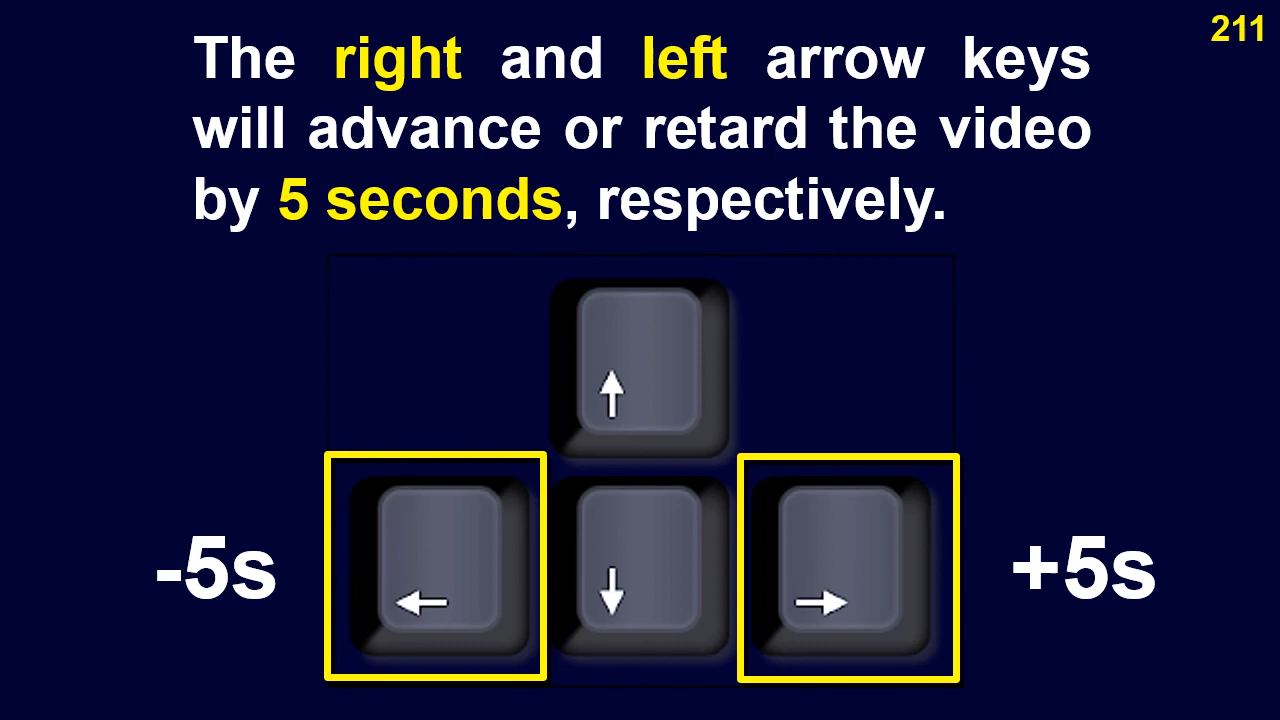 211
The right and left arrow keys
will advance or retard the video
by 5 seconds, respectively.
-5s
+5s